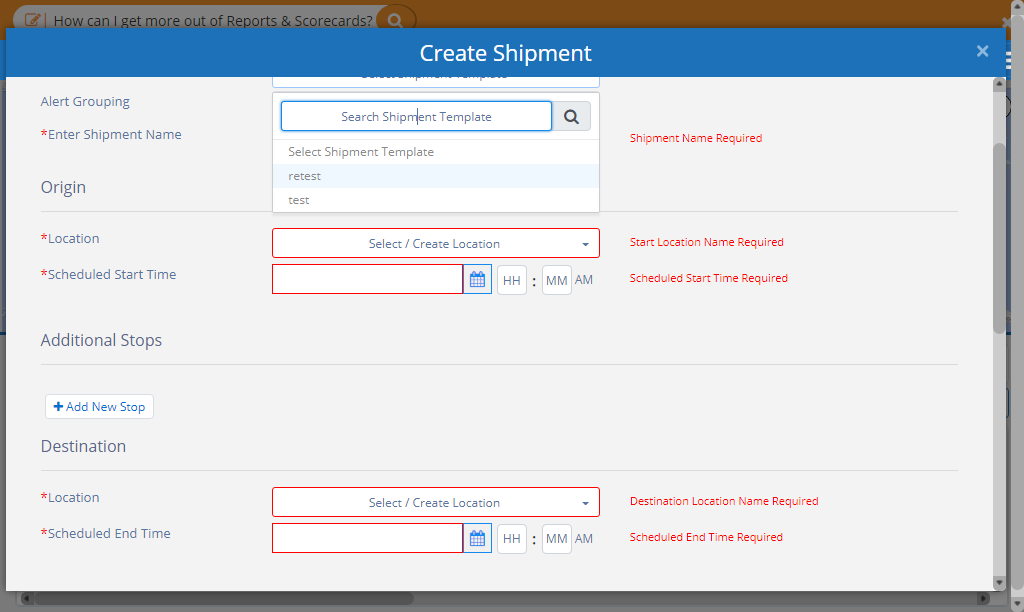 How can I get more out of Reports & Scorecards?
Create Shipment ×
Select Shipment Template
Alert Grouping
Search Shipment Template
*Enter Shipment Name
Shipment Name Required
Select Shipment Template
retest
test
Origin
*Location
Select / Create Location
Start Location Name Required
*Scheduled Start Time
HH : MM AM
Scheduled Start Time Required
Additional Stops
+ Add New Stop
Destination
*Location
Select / Create Location
Destination Location Name Required
*Scheduled End Time
HH : MM AM
Scheduled End Time Required